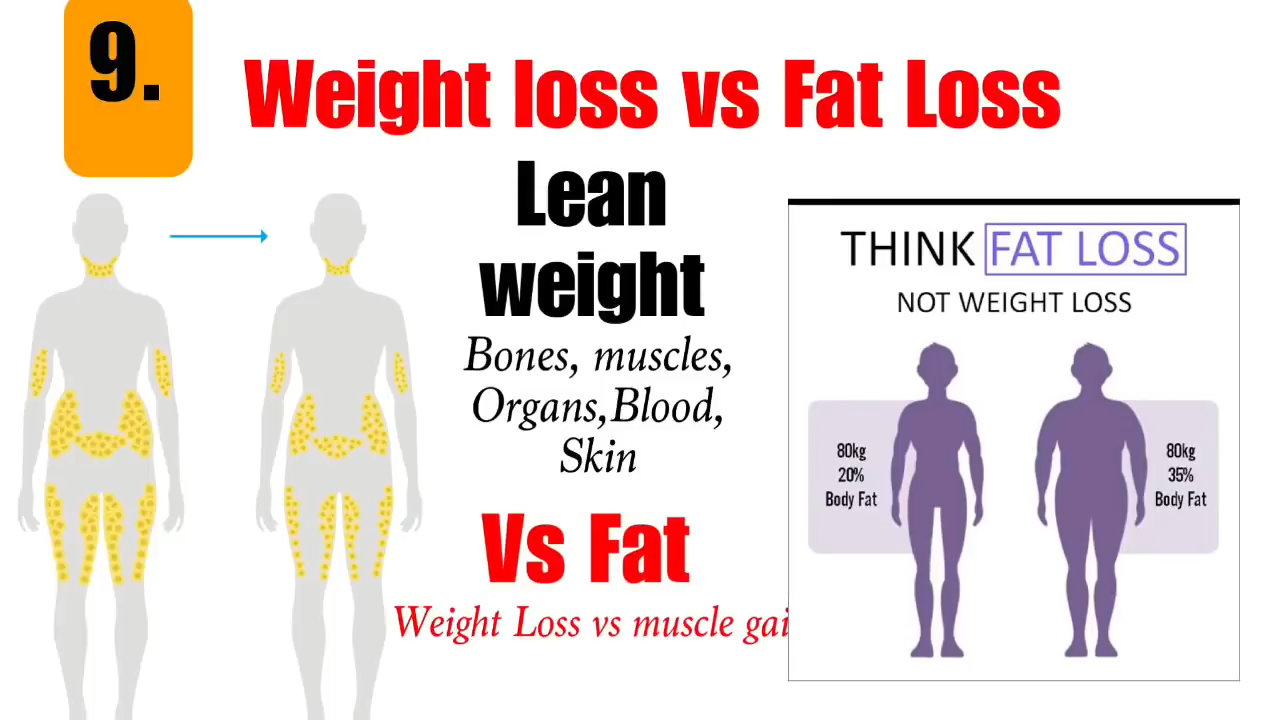 9.
Weight loss vs Fat Loss
Lean
weight
Bones, muscles,
Organs,Blood,
Skin
Vs Fat
Weight Loss vs muscle gai
THINK FAT LOSS
NOT WEIGHT LOSS
80kg
20%
Body Fat
80kg
35%
Body Fat